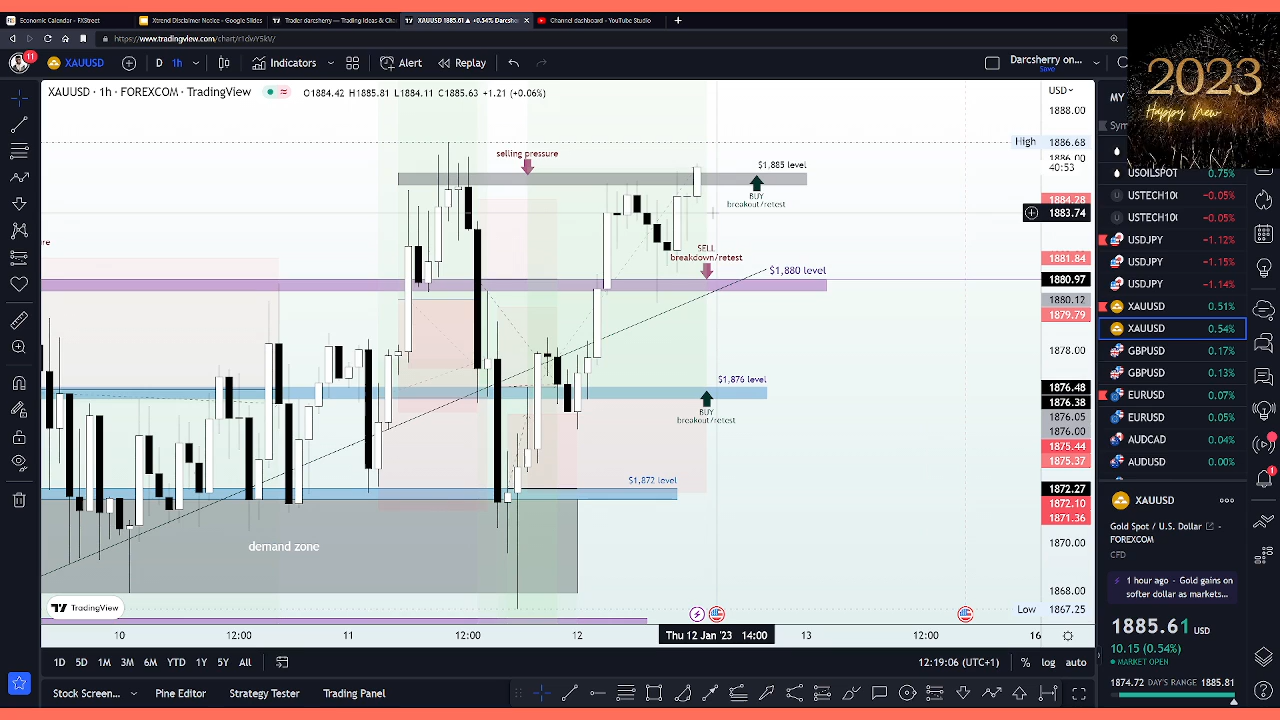 Economic Calendar - FXStreet
Xtrend Disclaimer Notice - Google Slides
Trader darcsherry — Trading Ideas & Cha
XAUUSD 1885.61 ▲ +0.54% Darcsher
Channel dashboard - YouTube Studio
https://www.tradingview.com/chart/r1dwY5kV/
11
XAUUSD
D
1h
Indicators
Alert
Replay
Darcsherry on...
Save
2023
Happy New
XAUUSD · 1h · FOREXCOM · TradingView
O1884.42 H1885.81 L1884.11 C1885.63 +1.21 (+0.06%)
USD
MY
Sym
1888.00
High 1886.68
1886.00
40:53
1884.28
1883.74
1881.84
1880.97
1880.12
1879.79
1878.00
1876.48
1876.38
1876.05
1876.00
1875.44
1875.37
1872.27
1872.10
1871.36
1870.00
1868.00
Low 1867.25
selling pressure
$1,885 level
BUY
breakout/retest
SELL
breakdown/retest
$1,880 level
$1,876 level
BUY
breakout/retest
$1,872 level
demand zone
TradingView
USOILSPOT 0.75%
USTECH100 -0.05%
USTECH100 -0.05%
USDJPY -1.12%
USDJPY -1.15%
USDJPY -1.14%
XAUUSD 0.51%
XAUUSD 0.54%
GBPUSD 0.17%
GBPUSD 0.13%
EURUSD 0.07%
EURUSD 0.05%
AUDCAD 0.04%
AUDUSD 0.00%
XAUUSD
Gold Spot / U.S. Dollar -
FOREXCOM
CFD
1 hour ago - Gold gains on
softer dollar as markets...
1885.61 USD
10.15 (0.54%)
MARKET OPEN
1874.72 DAY'S RANGE 1885.81
10 12:00 11 12:00 12 Thu 12 Jan '23 14:00 13 12:00 16
1D 5D 1M 3M 6M YTD 1Y 5Y All
12:19:06 (UTC+1) % log auto
Stock Screen...
Pine Editor
Strategy Tester
Trading Panel